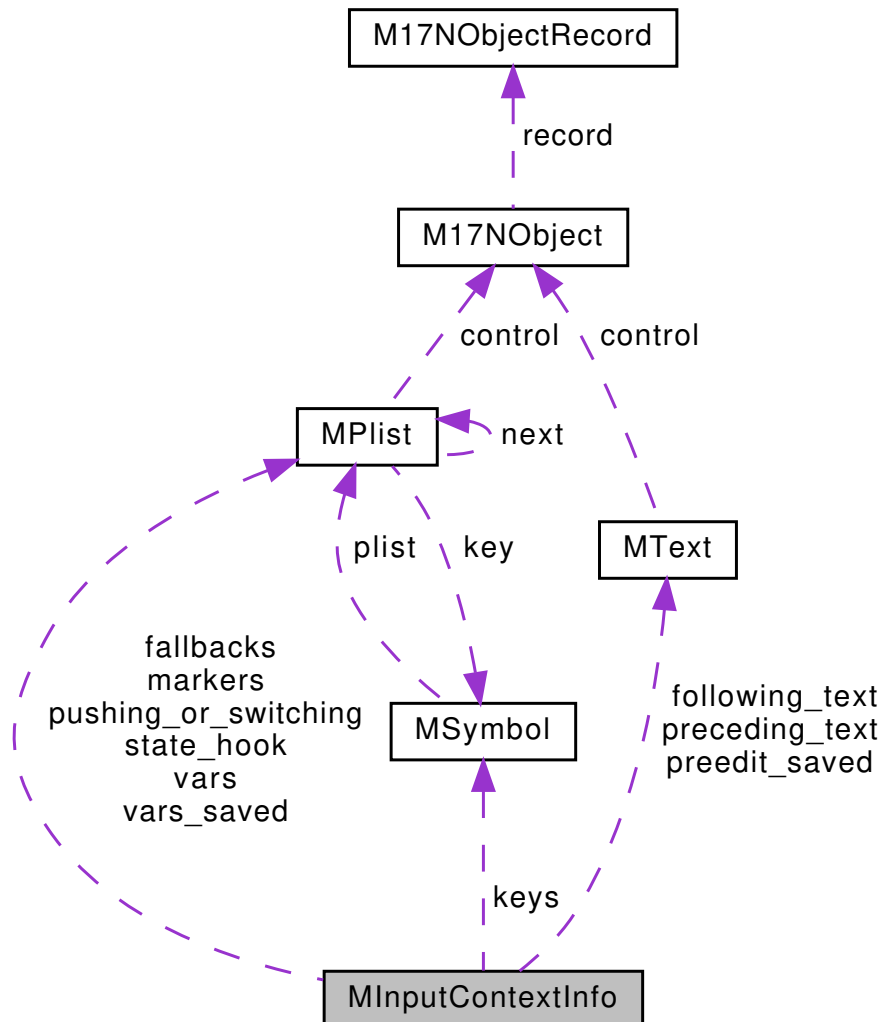 M17NObjectRecord
record
M17NObject
control
control
MPlist
next
plist
key
MText
fallbacks
markers
pushing_or_switching
state_hook
vars
vars_saved
MSymbol
following_text
preceding_text
preedit_saved
keys
MInputContextInfo